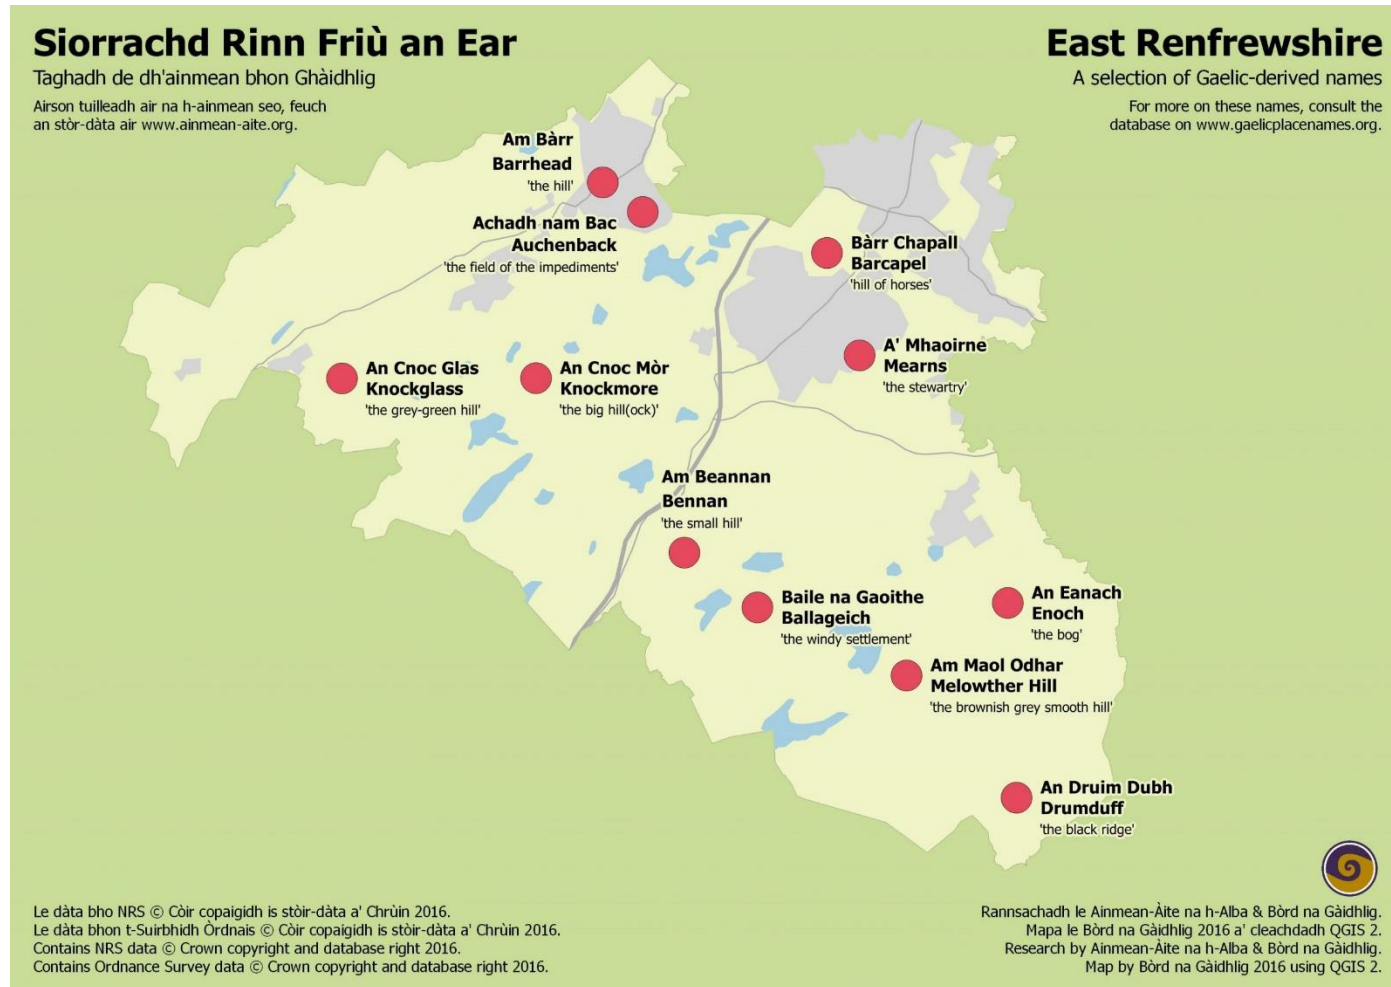 Siorrachd Rinn Friù an Ear
Taghadh de dh'ainmean bhon Ghàidhlig
Airson tuilleadh air na h-ainmean seo, feuch
an stòr-dàta air www.ainmean-aite.org.
East Renfrewshire
A selection of Gaelic-derived names
For more on these names, consult the
database on www.gaelicplacenames.org.
Am Bàrr
Barrhead
'the hill'
Achadh nam Bac
Auchenback
'the field of the impediments'
Bàrr Chapall
Barcapel
'hill of horses'
A' Mhaoirne
Mearns
'the stewartry'
An Cnoc Glas
Knockglass
'the grey-green hill'
An Cnoc Mòr
Knockmore
'the big hill(ock)'
Am Beannan
Bennan
'the small hill'
Baile na Gaoithe
Ballageich
'the windy settlement'
An Eanach
Enoch
'the bog'
Am Maol Odhar
Melowther Hill
'the brownish grey smooth hill'
An Druim Dubh
Drumduff
'the black ridge'
Le dàta bho NRS © Còir copaigidh is stòir-dàta a' Chrùin 2016.
Le dàta bhon t-Suirbhidh Òrdnais © Còir copaigidh is stòir-dàta a' Chrùin 2016.
Contains NRS data © Crown copyright and database right 2016.
Contains Ordnance Survey data © Crown copyright and database right 2016.
Rannsachadh le Ainmean-Àite na h-Alba & Bòrd na Gàidhlig.
Mapa le Bòrd na Gàidhlig 2016 a' cleachdadh QGIS 2.
Research by Ainmean-Àite na h-Alba & Bòrd na Gàidhlig.
Map by Bòrd na Gàidhlig 2016 using QGIS 2.